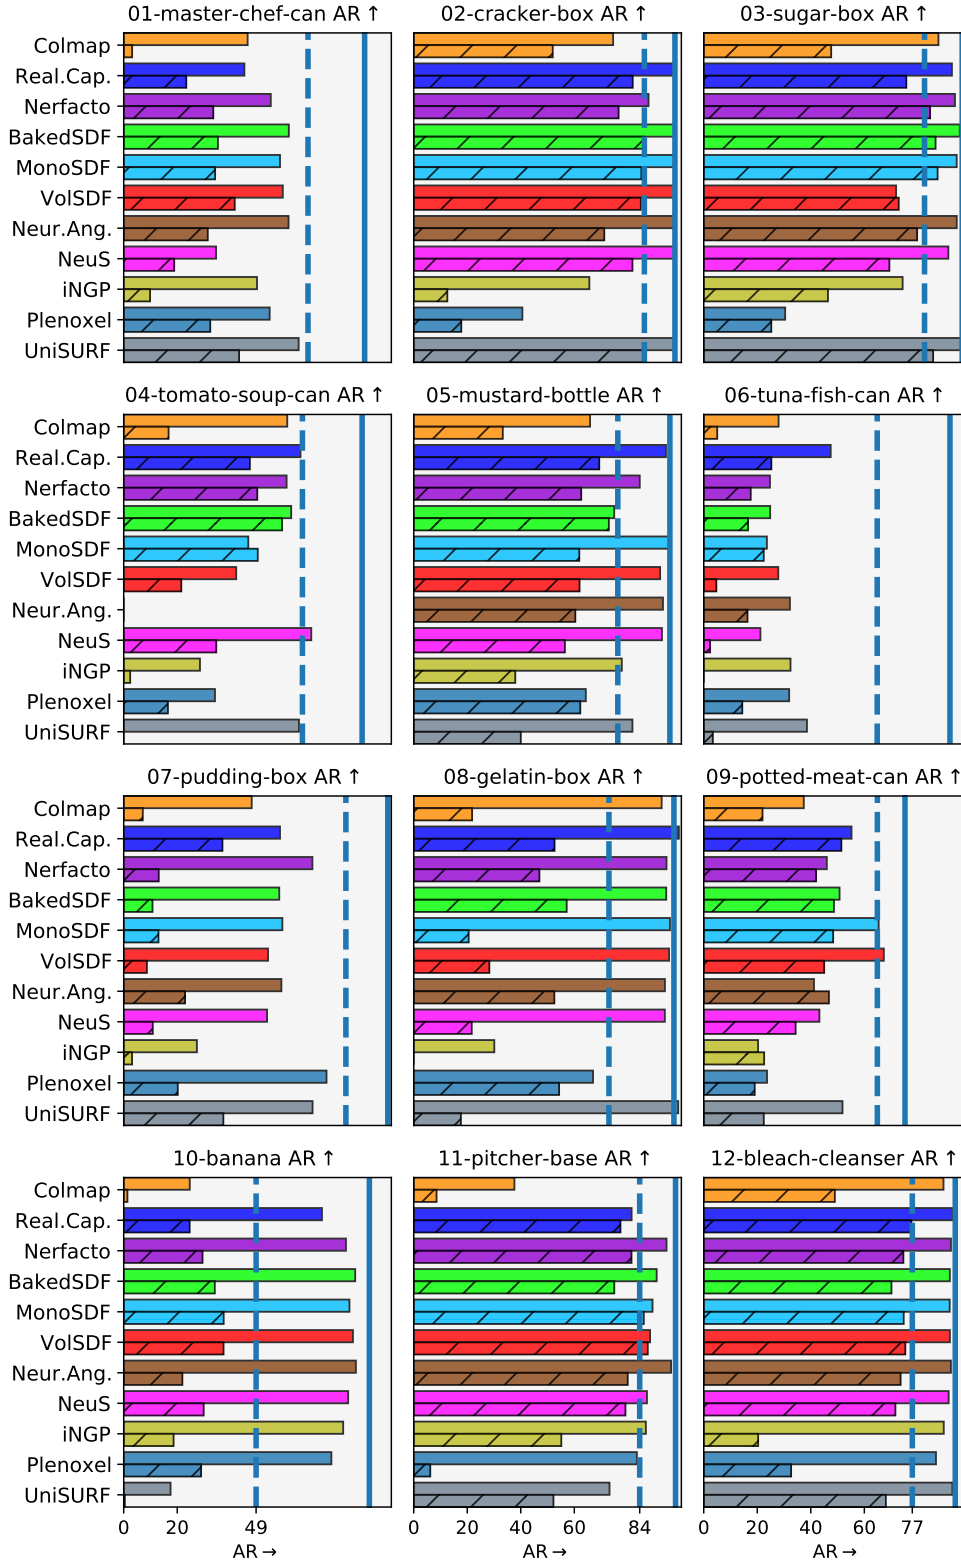 01-master-chef-can AR ↑ 02-cracker-box AR ↑ 03-sugar-box AR ↑
Colmap
Real.Cap.
Nerfacto
BakedSDF
MonoSDF
VolSDF
Neur.Ang.
NeuS
iNGP
Plenoxel
UniSURF
04-tomato-soup-can AR ↑ 05-mustard-bottle AR ↑ 06-tuna-fish-can AR ↑
Colmap
Real.Cap.
Nerfacto
BakedSDF
MonoSDF
VolSDF
Neur.Ang.
NeuS
iNGP
Plenoxel
UniSURF
07-pudding-box AR ↑ 08-gelatin-box AR ↑ 09-potted-meat-can AR ↑
Colmap
Real.Cap.
Nerfacto
BakedSDF
MonoSDF
VolSDF
Neur.Ang.
NeuS
iNGP
Plenoxel
UniSURF
10-banana AR ↑ 11-pitcher-base AR ↑ 12-bleach-cleanser AR ↑
Colmap
Real.Cap.
Nerfacto
BakedSDF
MonoSDF
VolSDF
Neur.Ang.
NeuS
iNGP
Plenoxel
UniSURF
0 20 49 0 20 40 60 84 0 20 40 60 77
AR → AR → AR →